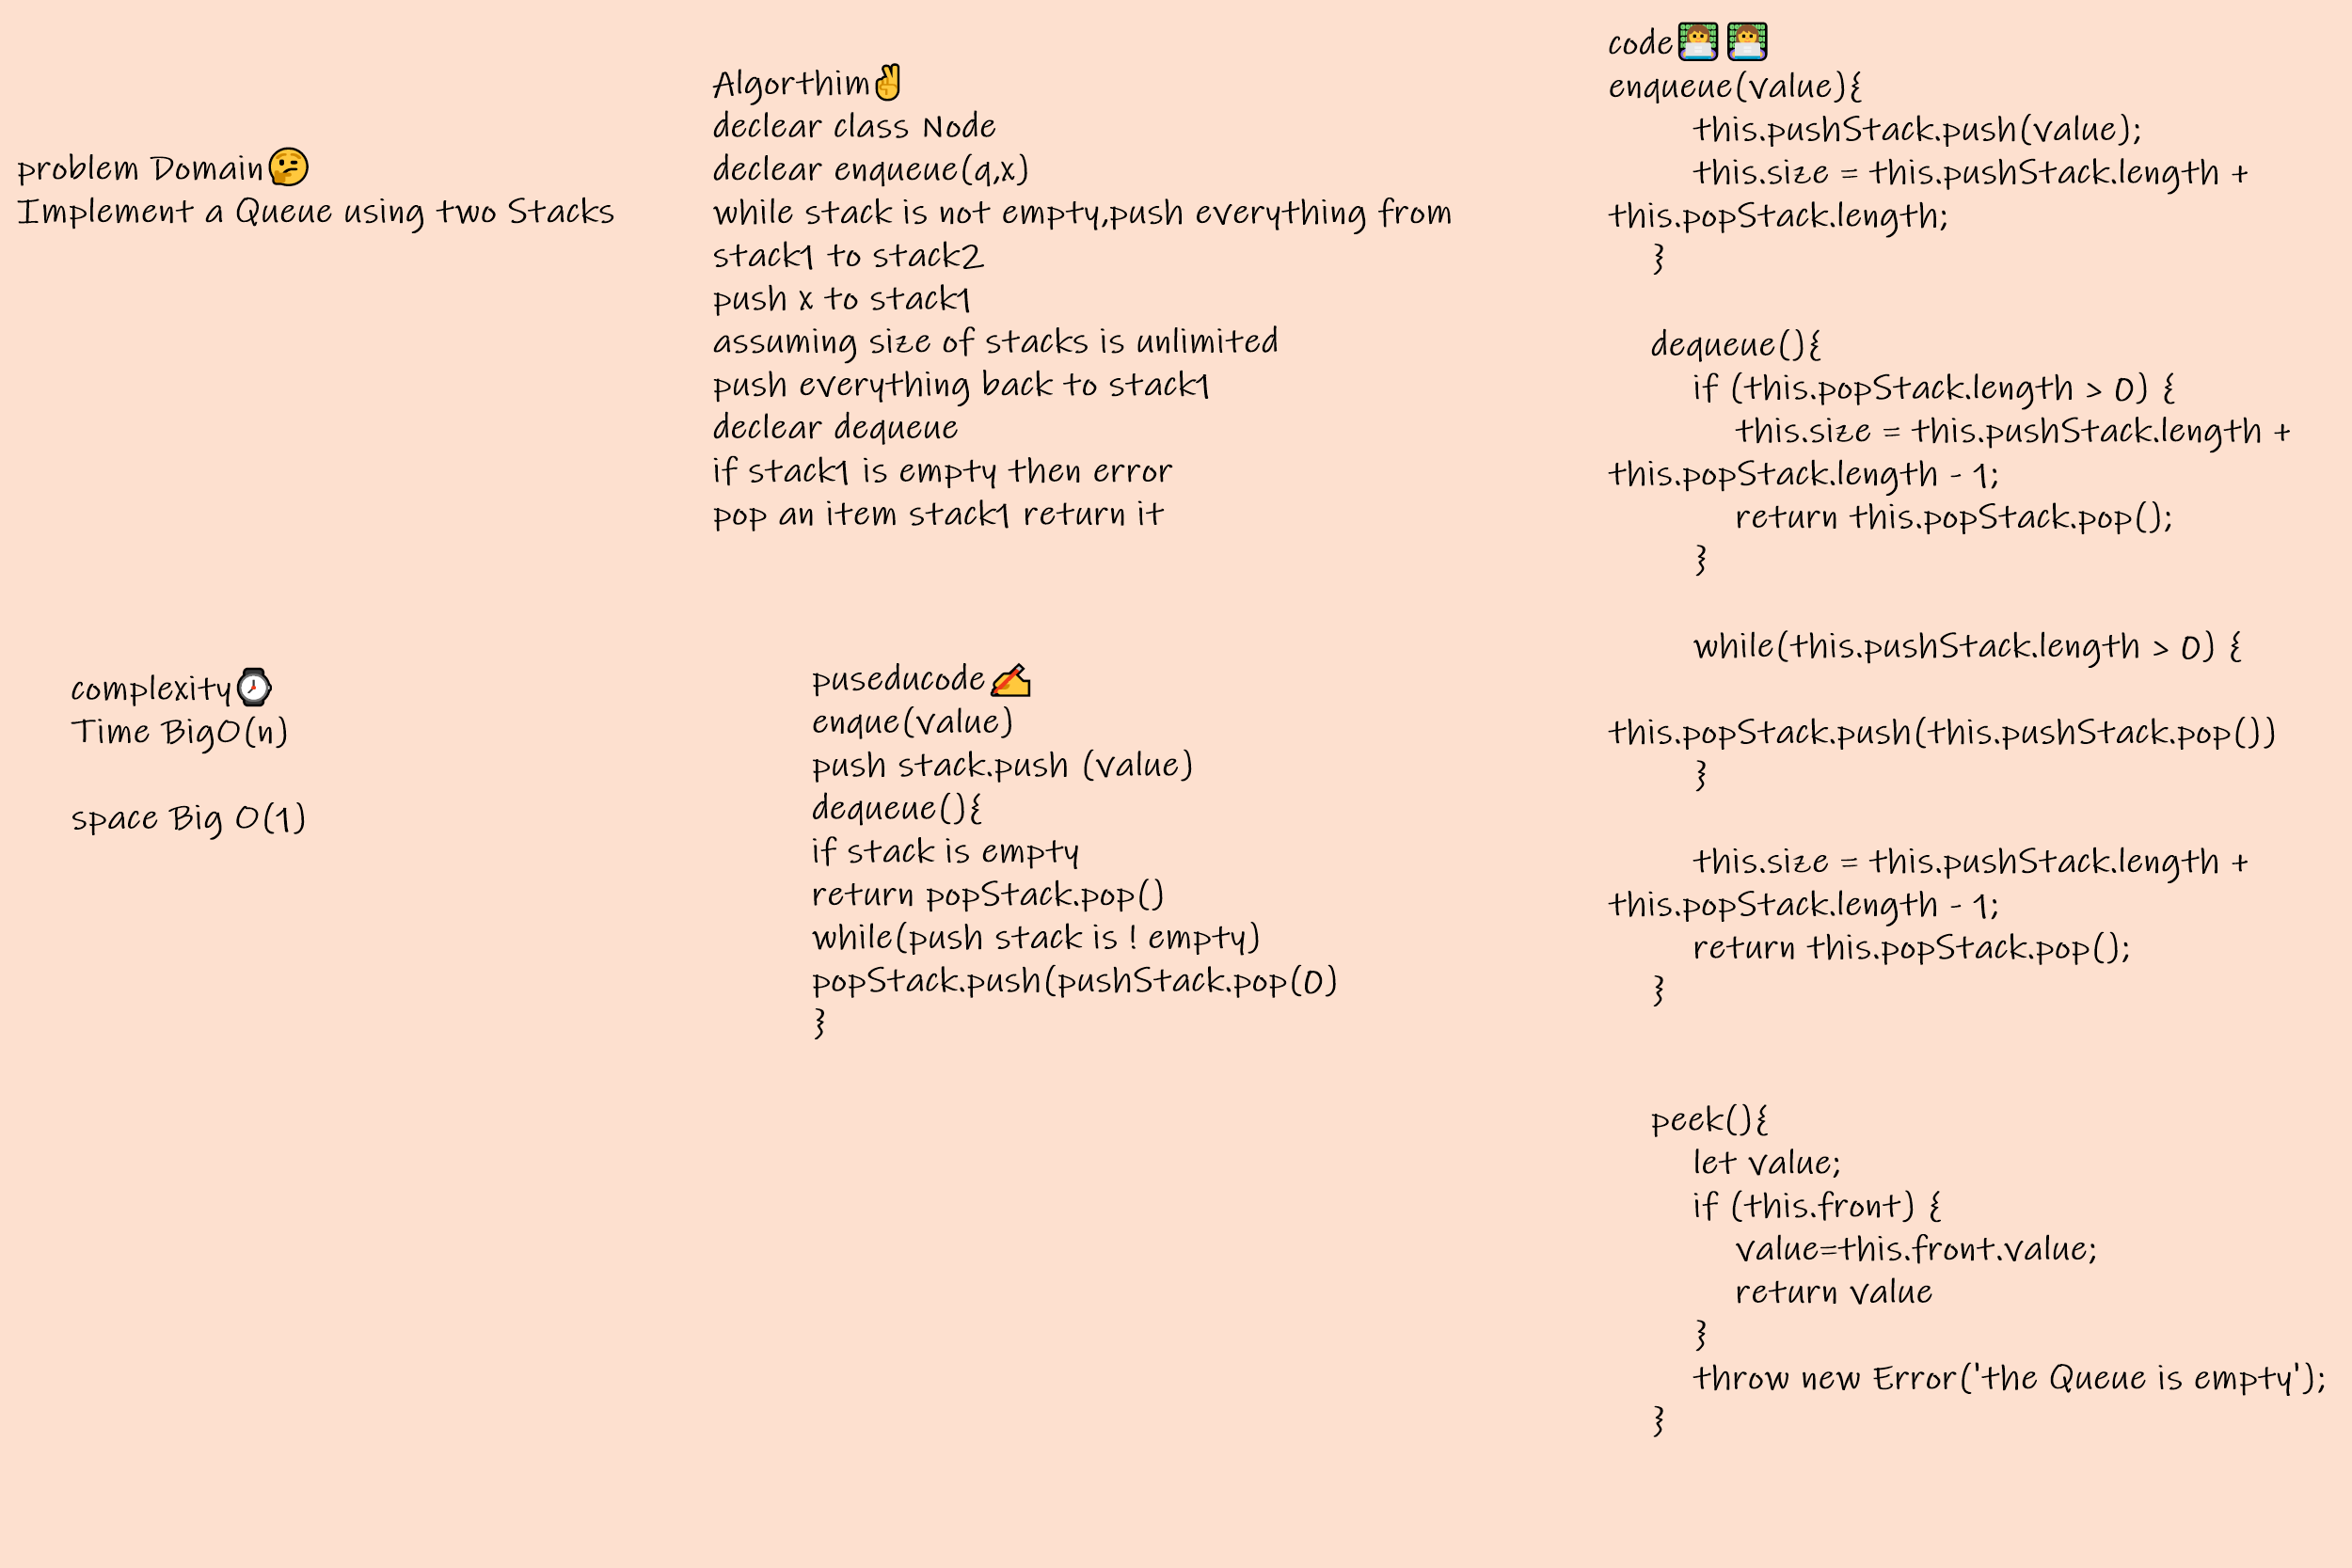 problem Domain🤔
Implement a Queue using two Stacks
Algorthim✌
declear class Node
declear enqueue(q,x)
while stack is not empty,push everything from
stack1 to stack2
push x to stack1
assuming size of stacks is unlimited
push everything back to stack1
declear dequeue
if stack1 is empty then error
pop an item stack1 return it
complexity⌚
Time BigO(n)
space Big O(1)
puseducode✍
enque(value)
push stack.push (value)
dequeue(){
if stack is empty
return popStack.pop()
while(push stack is ! empty)
popStack.push(pushStack.pop(0)
}
code👩‍💻👩‍💻
enqueue(value){
this.pushStack.push(value);
this.size = this.pushStack.length +
this.popStack.length;
}
dequeue(){
if (this.popStack.length > 0) {
this.size = this.pushStack.length +
this.popStack.length - 1;
return this.popStack.pop();
}
while(this.pushStack.length > 0) {
this.popStack.push(this.pushStack.pop())
}
this.size = this.pushStack.length +
this.popStack.length - 1;
return this.popStack.pop();
}
peek(){
let value;
if (this.front) {
value=this.front.value;
return value
}
throw new Error('the Queue is empty');
}